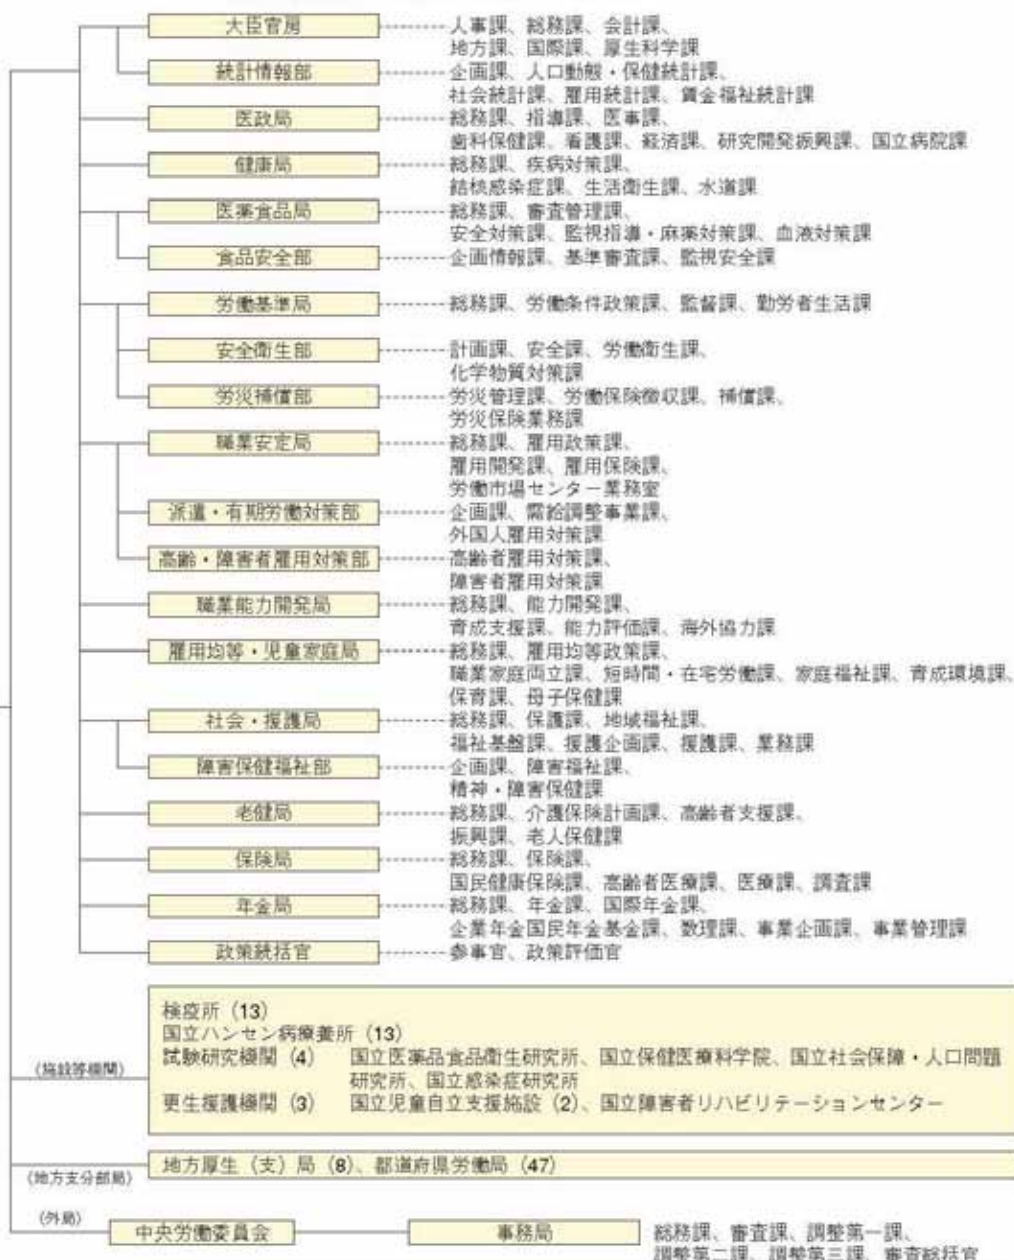 大臣官房 人事課、総務課、会計課、
地方課、国際課、厚生科学課
統計情報部 企画課、人口動態・保健統計課、
社会統計課、雇用統計課、賃金福祉統計課
医政局 総務課、指導課、医事課、
歯科保健課、看護課、経済課、研究開発振興課、国立病院課
健康局 総務課、疾病対策課、
結核感染症課、生活衛生課、水道課
医薬食品局 総務課、審査管理課、
安全対策課、監視指導・麻薬対策課、血液対策課
食品安全部 企画情報課、基準審査課、監視安全課
労働基準局 総務課、労働条件政策課、監督課、勤労者生活課
安全衛生部 計画課、安全課、労働衛生課、
化学物質対策課
労災補償部 労災管理課、労働保険徴収課、補償課、
労災保険業務課
職業安定局 総務課、雇用政策課、
雇用開発課、雇用保険課、
労働市場センター業務室
派遣・有期労働対策部 企画課、需給調整事業課、
外国人雇用対策課
高齢・障害者雇用対策部 高齢者雇用対策課、
障害者雇用対策課
職業能力開発局 総務課、能力開発課、
育成支援課、能力評価課、海外協力課
雇用均等・児童家庭局 総務課、雇用均等政策課、
職業家庭両立課、短時間・在宅労働課、家庭福祉課、育成環境課、
保育課、母子保健課
社会・援護局 総務課、保護課、地域福祉課、
福祉基盤課、援護企画課、援護課、業務課
障害保健福祉部 企画課、障害福祉課、
精神・障害保健課
老健局 総務課、介護保険計画課、高齢者支援課、
振興課、老人保健課
保険局 総務課、保険課、
国民健康保険課、高齢者医療課、医療課、調査課
年金局 総務課、年金課、国際年金課、
企業年金国民年金基金課、数理課、事業企画課、事業管理課
政策統括官 参事官、政策評価官
(施設等機関)
検疫所（13）
国立ハンセン病療養所（13）
試験研究機関（4） 国立医薬品食品衛生研究所、国立保健医療科学院、国立社会保障・人口問題
研究所、国立感染症研究所
更生援護機関（3） 国立児童自立支援施設（2）、国立障害者リハビリテーションセンター
(地方支分部局) 地方厚生（支）局（8）、都道府県労働局（47）
(外局)
中央労働委員会 事務局 総務課、審査課、調整第一課、
調整第二課、調整第三課、審査総括官